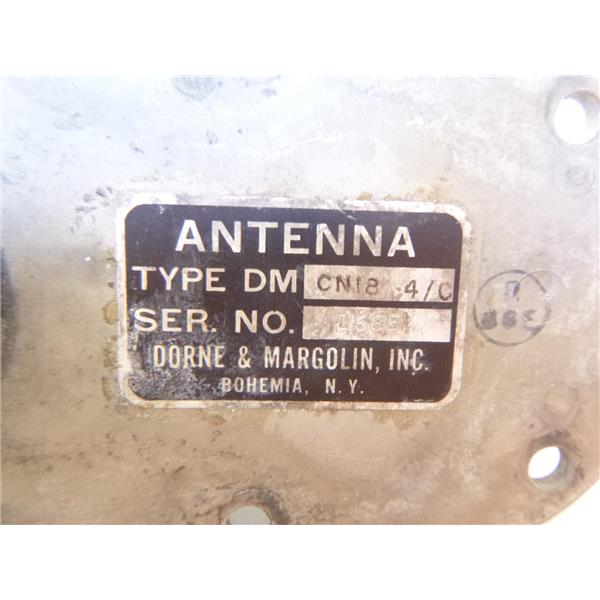 ANTENNA
TYPE DM CN18 -4/C
SER. NO.
DORNE & MARGOLIN, INC.
BOHEMIA, N. Y.